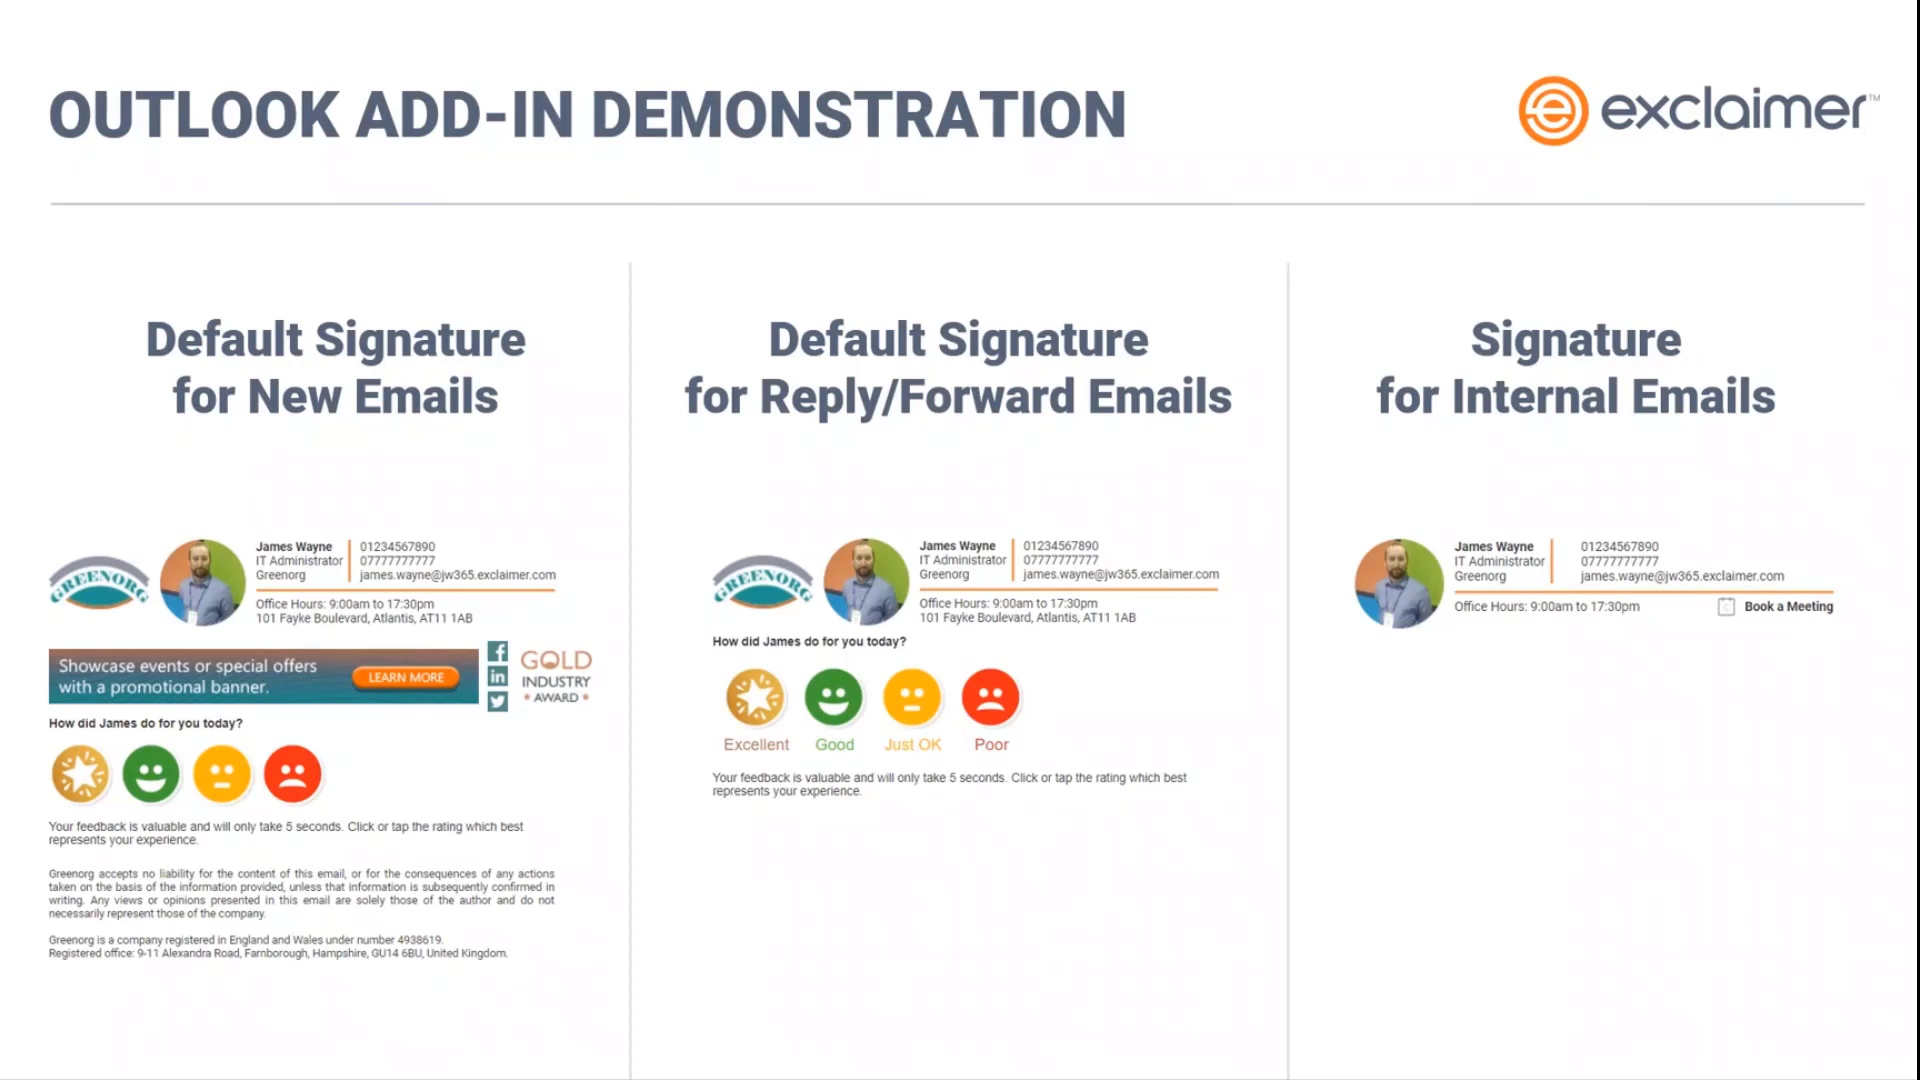 OUTLOOK ADD-IN DEMONSTRATION
exclaimer™
Default Signature
for New Emails
GREENORG
James Wayne
IT Administrator
Greenorg
01234567890
07777777777
james.wayne@jw365.exclaimer.com
Office Hours: 9:00am to 17:30pm
101 Fayke Boulevard, Atlantis, AT11 1AB
Showcase events or special offers
with a promotional banner.
LEARN MORE
f
in
GOLD
INDUSTRY
* AWARD *
How did James do for you today?
Your feedback is valuable and will only take 5 seconds. Click or tap the rating which best
represents your experience.
Greenorg accepts no liability for the content of this email, or for the consequences of any actions
taken on the basis of the information provided, unless that information is subsequently confirmed in
writing. Any views or opinions presented in this email are solely those of the author and do not
necessarily represent those of the company.
Greenorg is a company registered in England and Wales under number 4938619.
Registered office: 9-11 Alexandra Road, Farnborough, Hampshire, GU14 6BU, United Kingdom.
Default Signature
for Reply/Forward Emails
GREENORG
James Wayne
IT Administrator
Greenorg
01234567890
07777777777
james.wayne@jw365.exclaimer.com
Office Hours: 9:00am to 17:30pm
101 Fayke Boulevard, Atlantis, AT11 1AB
How did James do for you today?
Excellent Good Just OK Poor
Your feedback is valuable and will only take 5 seconds. Click or tap the rating which best
represents your experience.
Signature
for Internal Emails
James Wayne
IT Administrator
Greenorg
01234567890
07777777777
james.wayne@jw365.exclaimer.com
Office Hours: 9:00am to 17:30pm
Book a Meeting